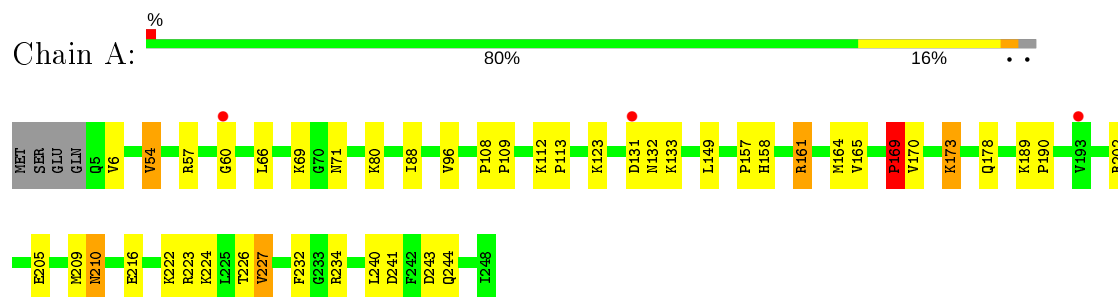 %
Chain A:
80% 16% • •
MET SER GLU GLN Q5 V6 V54 R57 G60 L66 K69 G70 N71 K80 I88 V96 P108 P109 K112 P113 K123 D131 N132 K133 L149 P157 H158 R161 M164 V165 P169 V170 K173 Q178 K189 P190 V193
E205 M209 N210 E216 K222 R223 K224 L225 T226 V227 F232 G233 R234 L240 D241 F242 D243 Q244 I248